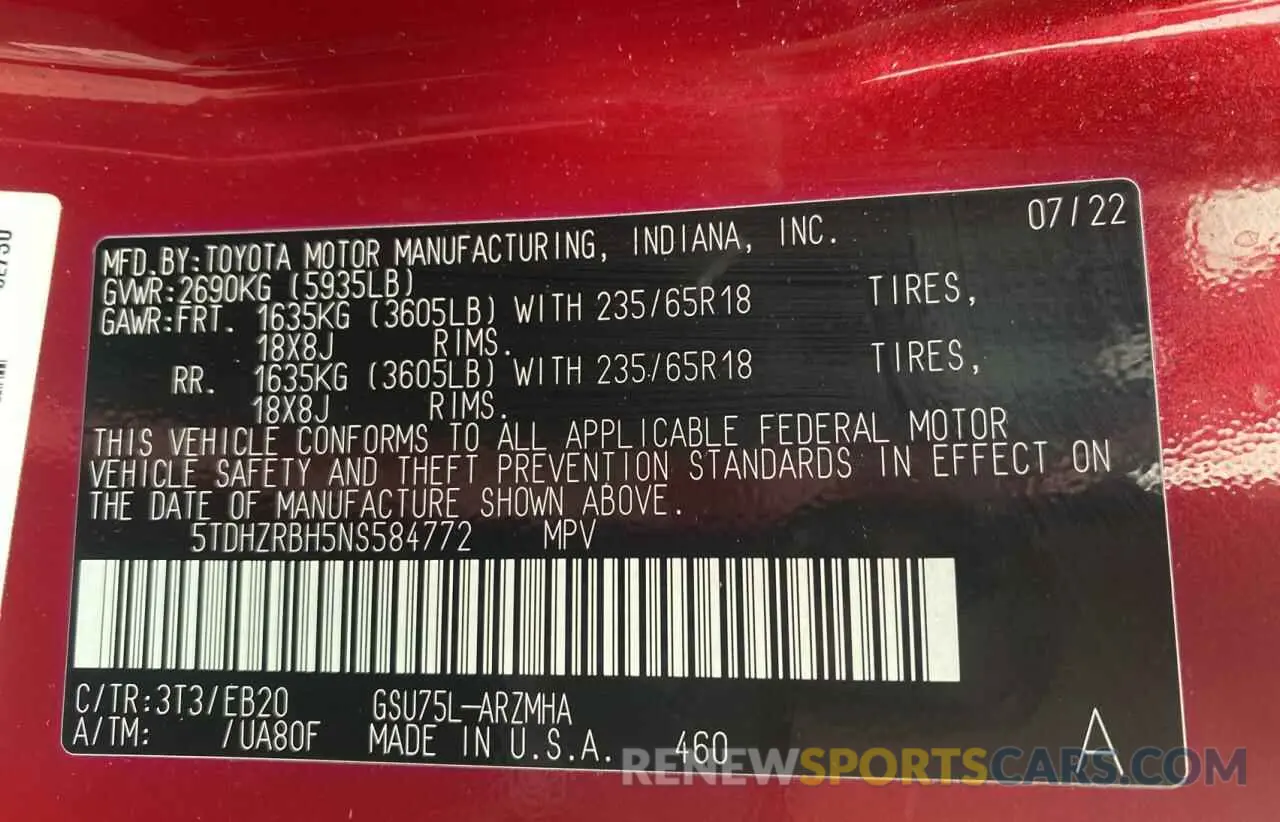 07/22
MFD.BY:TOYOTA MOTOR MANUFACTURING, INDIANA, INC.
GVWR:2690KG (5935LB)
GAWR:FRT. 1635KG (3605LB) WITH 235/65R18 TIRES,
18X8J RIMS.
RR. 1635KG (3605LB) WITH 235/65R18 TIRES,
18X8J RIMS.
THIS VEHICLE CONFORMS TO ALL APPLICABLE FEDERAL MOTOR
VEHICLE SAFETY AND THEFT PREVENTION STANDARDS IN EFFECT ON
THE DATE OF MANUFACTURE SHOWN ABOVE.
5TDHZRBH5NS584772 MPV
C/TR:3T3/EB20 GSU75L-ARZMHA
A/TM: /UA80F MADE IN U.S.A. 460 A
RENEWSPORTSCARS.COM